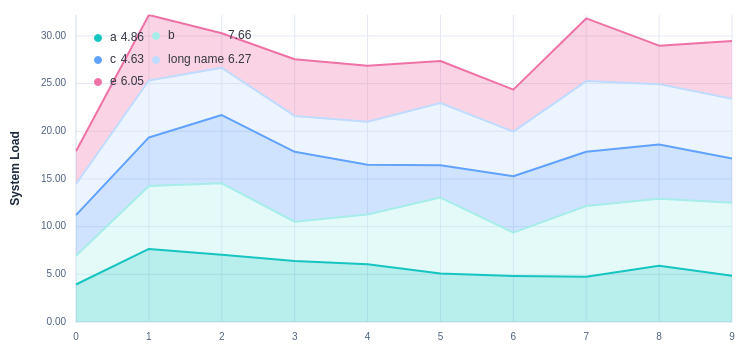 30.00
25.00
20.00
15.00
10.00
5.00
0.00
System Load
a 4.86
b 7.66
c 4.63
long name 6.27
e 6.05
0 1 2 3 4 5 6 7 8 9